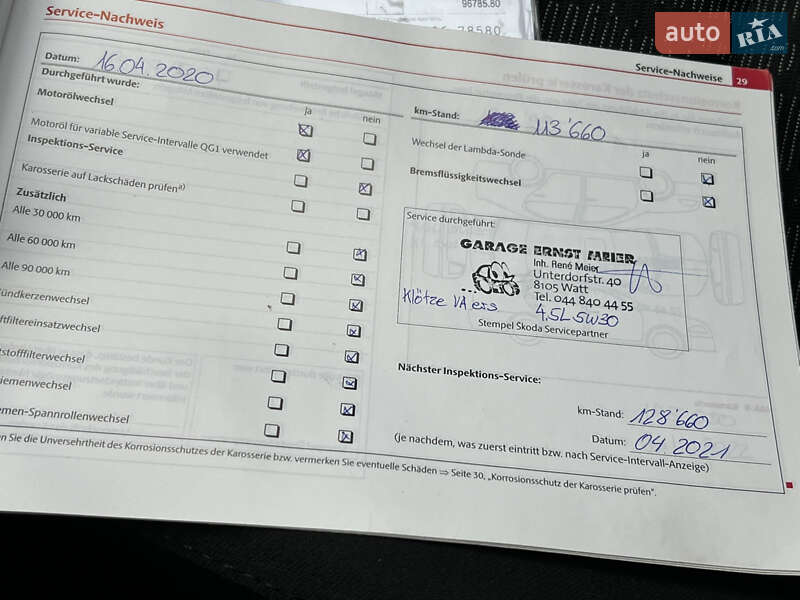 96785.80
auto RIA.com
Service-Nachweis
Service-Nachweise 29
Datum: 16.04.2020
Durchgeführt wurde:
ja nein
Motorölwechsel
Motoröl für variable Service-Intervalle QG1 verwendet
Inspektions-Service
Karosserie auf Lackschäden prüfen a)
Zusätzlich
Alle 30 000 km
Alle 60 000 km
Alle 90 000 km
ündkerzenwechsel
ftfiltereinsatzwechsel
tstofffilterwechsel
iemenwechsel
emen-Spannrollenwechsel
km-Stand: 113'660
ja nein
Wechsel der Lambda-Sonde
Bremsflüssigkeitswechsel
Service durchgeführt:
GARAGE ERNST MEIER
Inh. René Meier
Unterdorfstr. 40
8105 Watt
Tel. 044 840 44 55
Klötze VA ers
4,5L 5W30
Stempel Skoda Servicepartner
Nächster Inspektions-Service:
km-Stand: 128'660
Datum: 04 2021
(je nachdem, was zuerst eintritt bzw. nach Service-Intervall-Anzeige)
n Sie die Unversehrtheit des Korrosionsschutzes der Karosserie bzw. vermerken Sie eventuelle Schäden ⇒ Seite 30, „Korrosionsschutz der Karosserie prüfen".